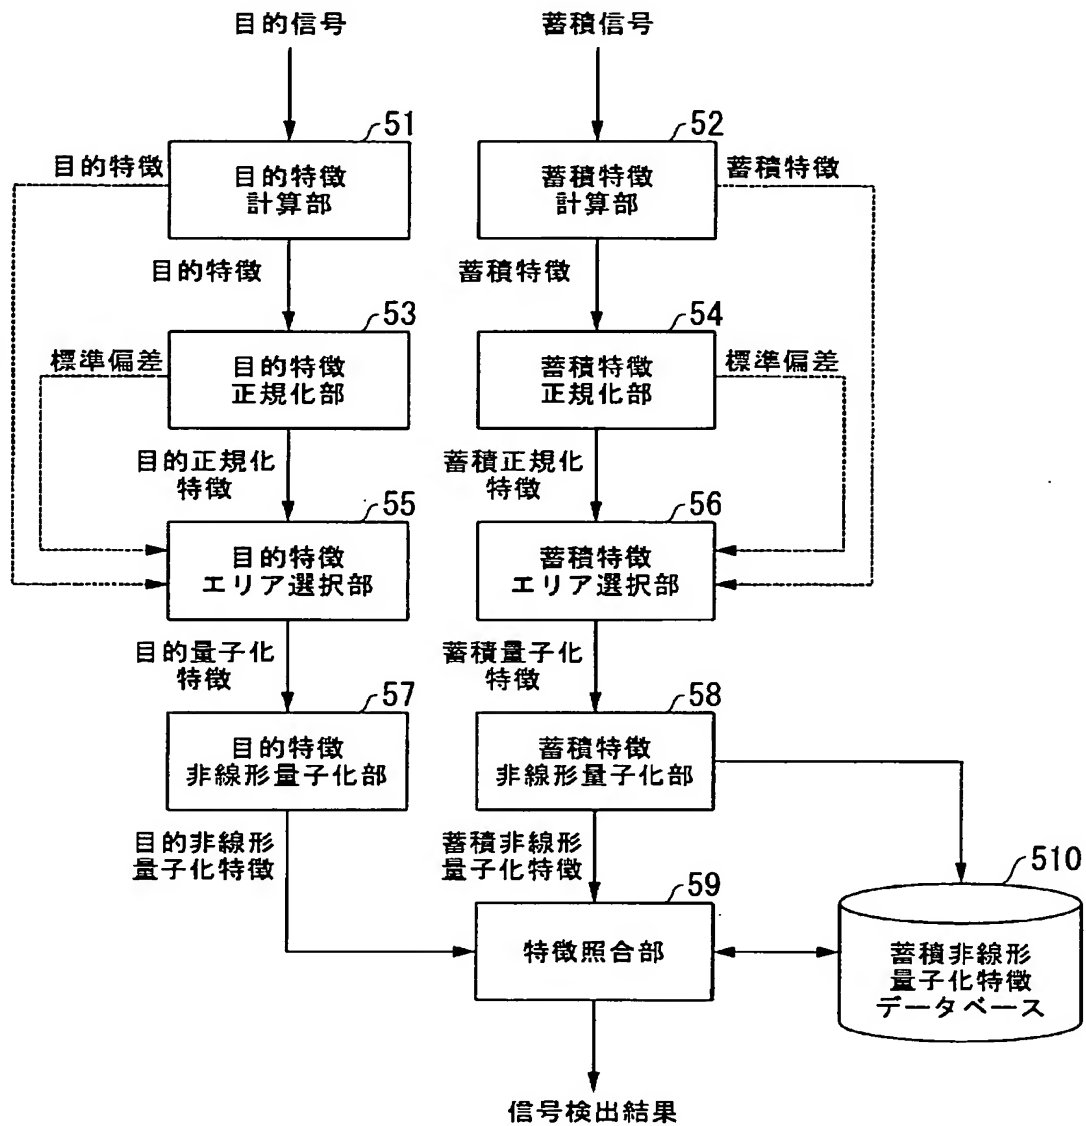 目的信号
蓄積信号
51
52
目的特徴
目的特徴
計算部
蓄積特徴
計算部
蓄積特徴
目的特徴
蓄積特徴
53
54
標準偏差
目的特徴
正規化部
蓄積特徴
正規化部
標準偏差
目的正規化
特徴
蓄積正規化
特徴
55
56
目的特徴
エリア選択部
蓄積特徴
エリア選択部
目的量子化
特徴
蓄積量子化
特徴
57
58
目的特徴
非線形量子化部
蓄積特徴
非線形量子化部
目的非線形
量子化特徴
蓄積非線形
量子化特徴
59
510
特徴照合部
蓄積非線形
量子化特徴
データベース
信号検出結果